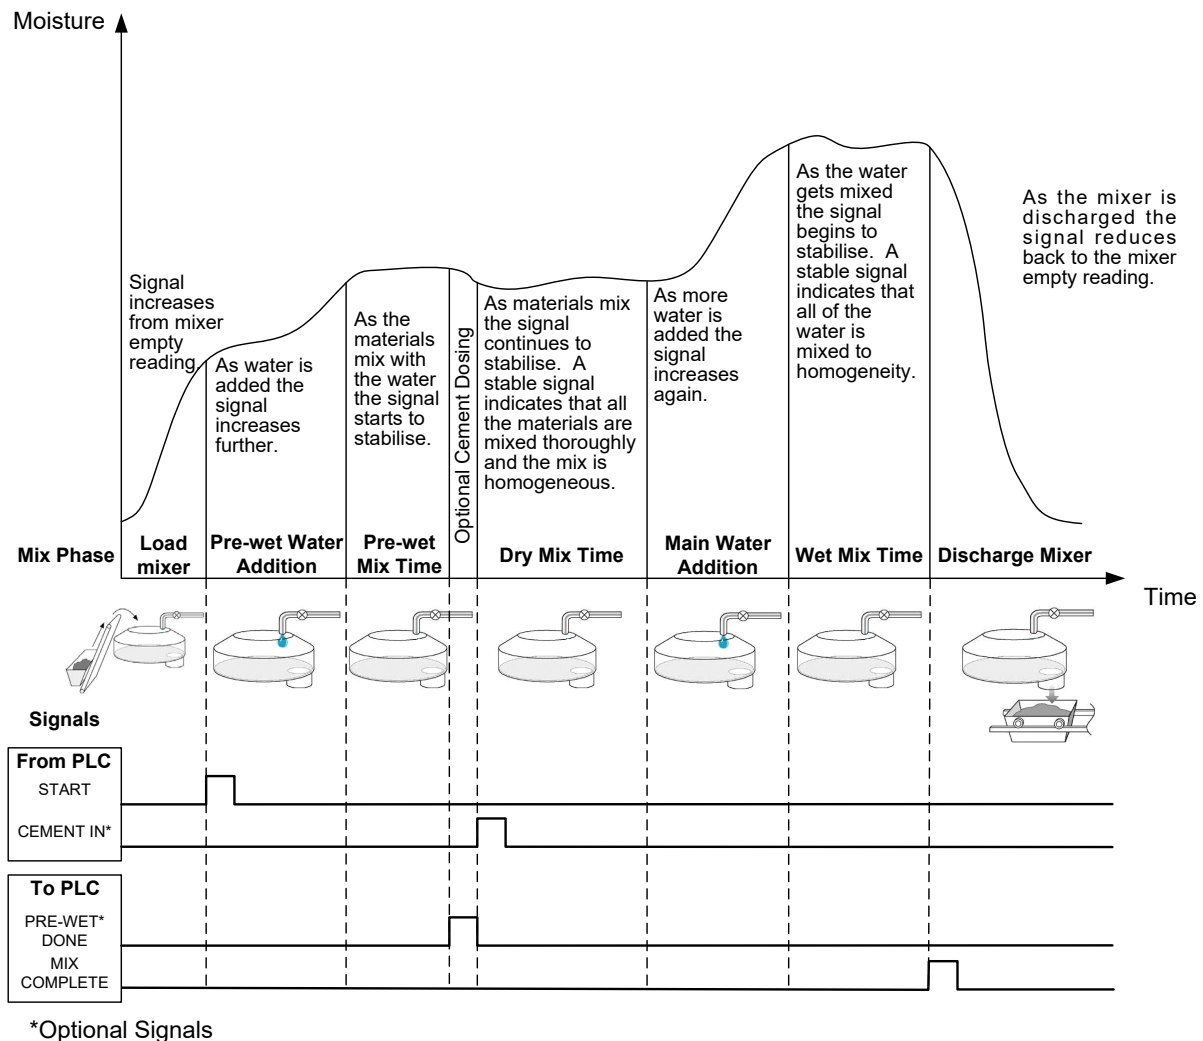 Moisture
Signal
increases
from mixer
empty
reading.
As water is
added the
signal
increases
further.
As the
materials
mix with
the water
the signal
starts to
stabilise.
Optional Cement Dosing
As materials mix
the signal
continues to
stabilise. A
stable signal
indicates that all
the materials are
mixed thoroughly
and the mix is
homogeneous.
As more
water is
added the
signal
increases
again.
As the water
gets mixed
the signal
begins to
stabilise. A
stable signal
indicates that
all of the
water is
mixed to
homogeneity.
As the mixer is
discharged the
signal reduces
back to the mixer
empty reading.
Mix Phase
Load
mixer
Pre-wet Water
Addition
Pre-wet
Mix Time
Dry Mix Time
Main Water
Addition
Wet Mix Time
Discharge Mixer
Time
Signals
From PLC
START
CEMENT IN*
To PLC
PRE-WET*
DONE
MIX
COMPLETE
*Optional Signals